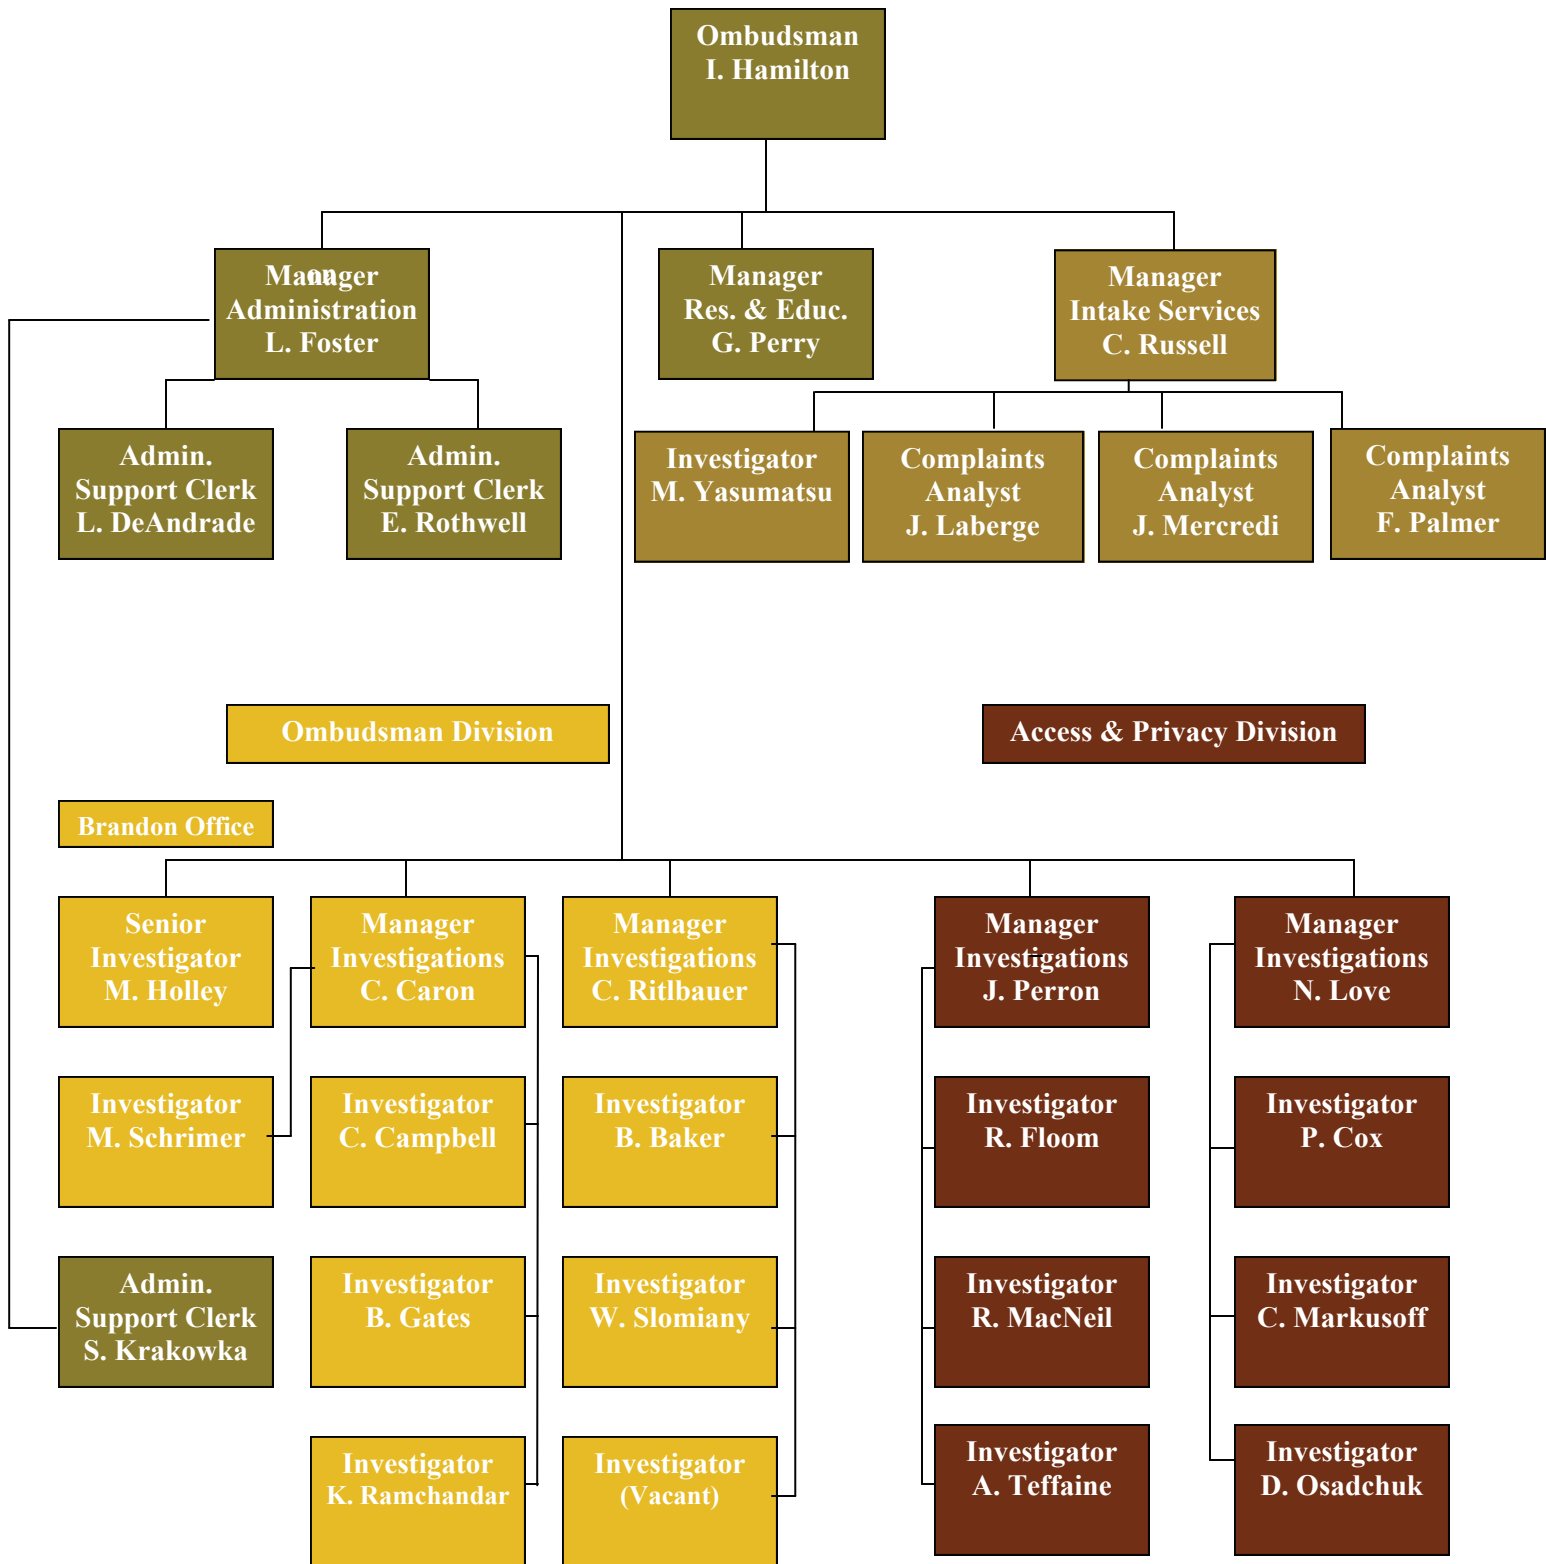 Ombudsman
I. Hamilton
Manager
on
Administration
L. Foster
Manager
Res. & Educ.
G. Perry
Manager
Intake Services
C. Russell
Admin.
Support Clerk
L. DeAndrade
Admin.
Support Clerk
E. Rothwell
Investigator
M. Yasumatsu
Complaints
Analyst
J. Laberge
Complaints
Analyst
J. Mercredi
Complaints
Analyst
F. Palmer
Ombudsman Division
Access & Privacy Division
Brandon Office
Senior
Investigator
M. Holley
Manager
Investigations
C. Caron
Manager
Investigations
C. Ritlbauer
Manager
Investigations
J. Perron
Manager
Investigations
N. Love
Investigator
M. Schrimer
Investigator
C. Campbell
Investigator
B. Baker
Investigator
R. Floom
Investigator
P. Cox
Admin.
Support Clerk
S. Krakowka
Investigator
B. Gates
Investigator
W. Slomiany
Investigator
R. MacNeil
Investigator
C. Markusoff
Investigator
K. Ramchandar
Investigator
(Vacant)
Investigator
A. Teffaine
Investigator
D. Osadchuk